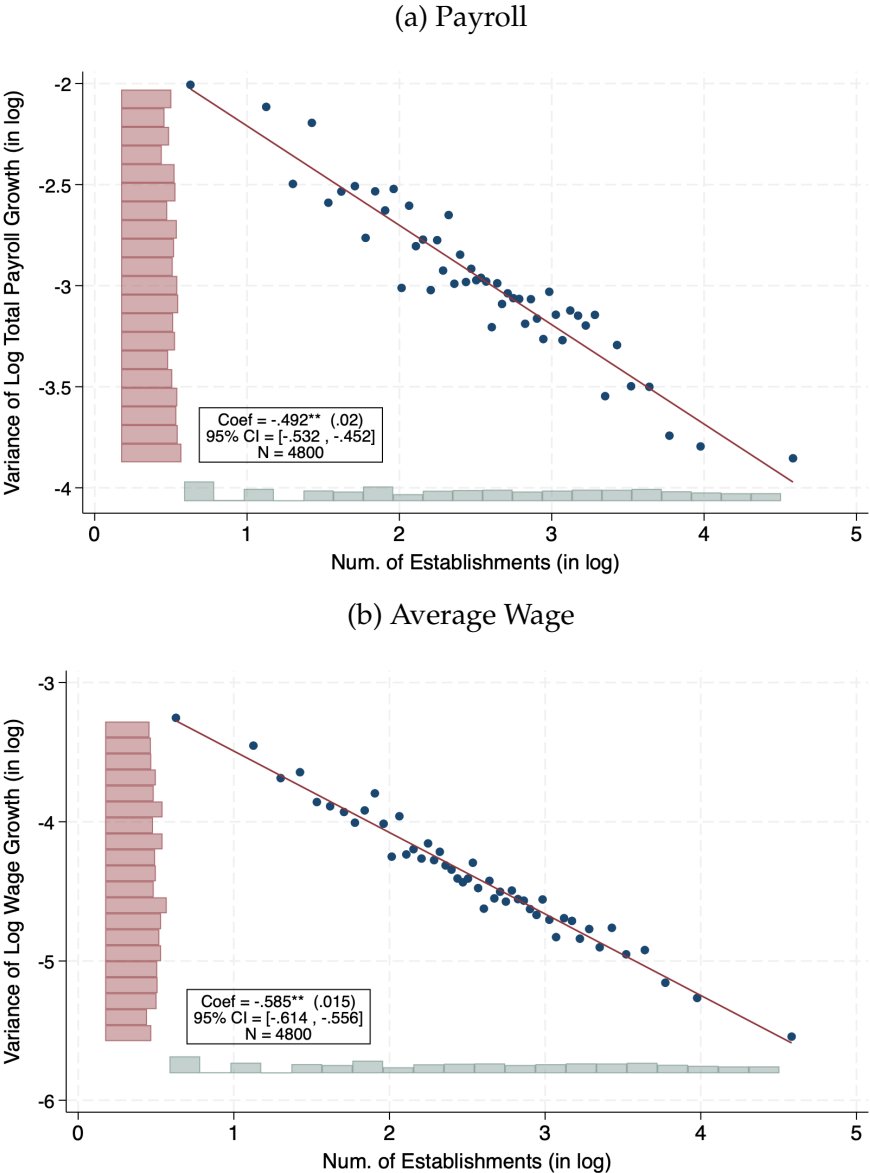 (a) Payroll
Variance of Log Total Payroll Growth (in log)
-2
-2.5
-3
-3.5
-4
Coef = -.492** (.02)
95% CI = [-.532 , -.452]
N = 4800
0 1 2 3 4 5
Num. of Establishments (in log)
(b) Average Wage
Variance of Log Wage Growth (in log)
-3
-4
-5
-6
Coef = -.585** (.015)
95% CI = [-.614 , -.556]
N = 4800
0 1 2 3 4 5
Num. of Establishments (in log)